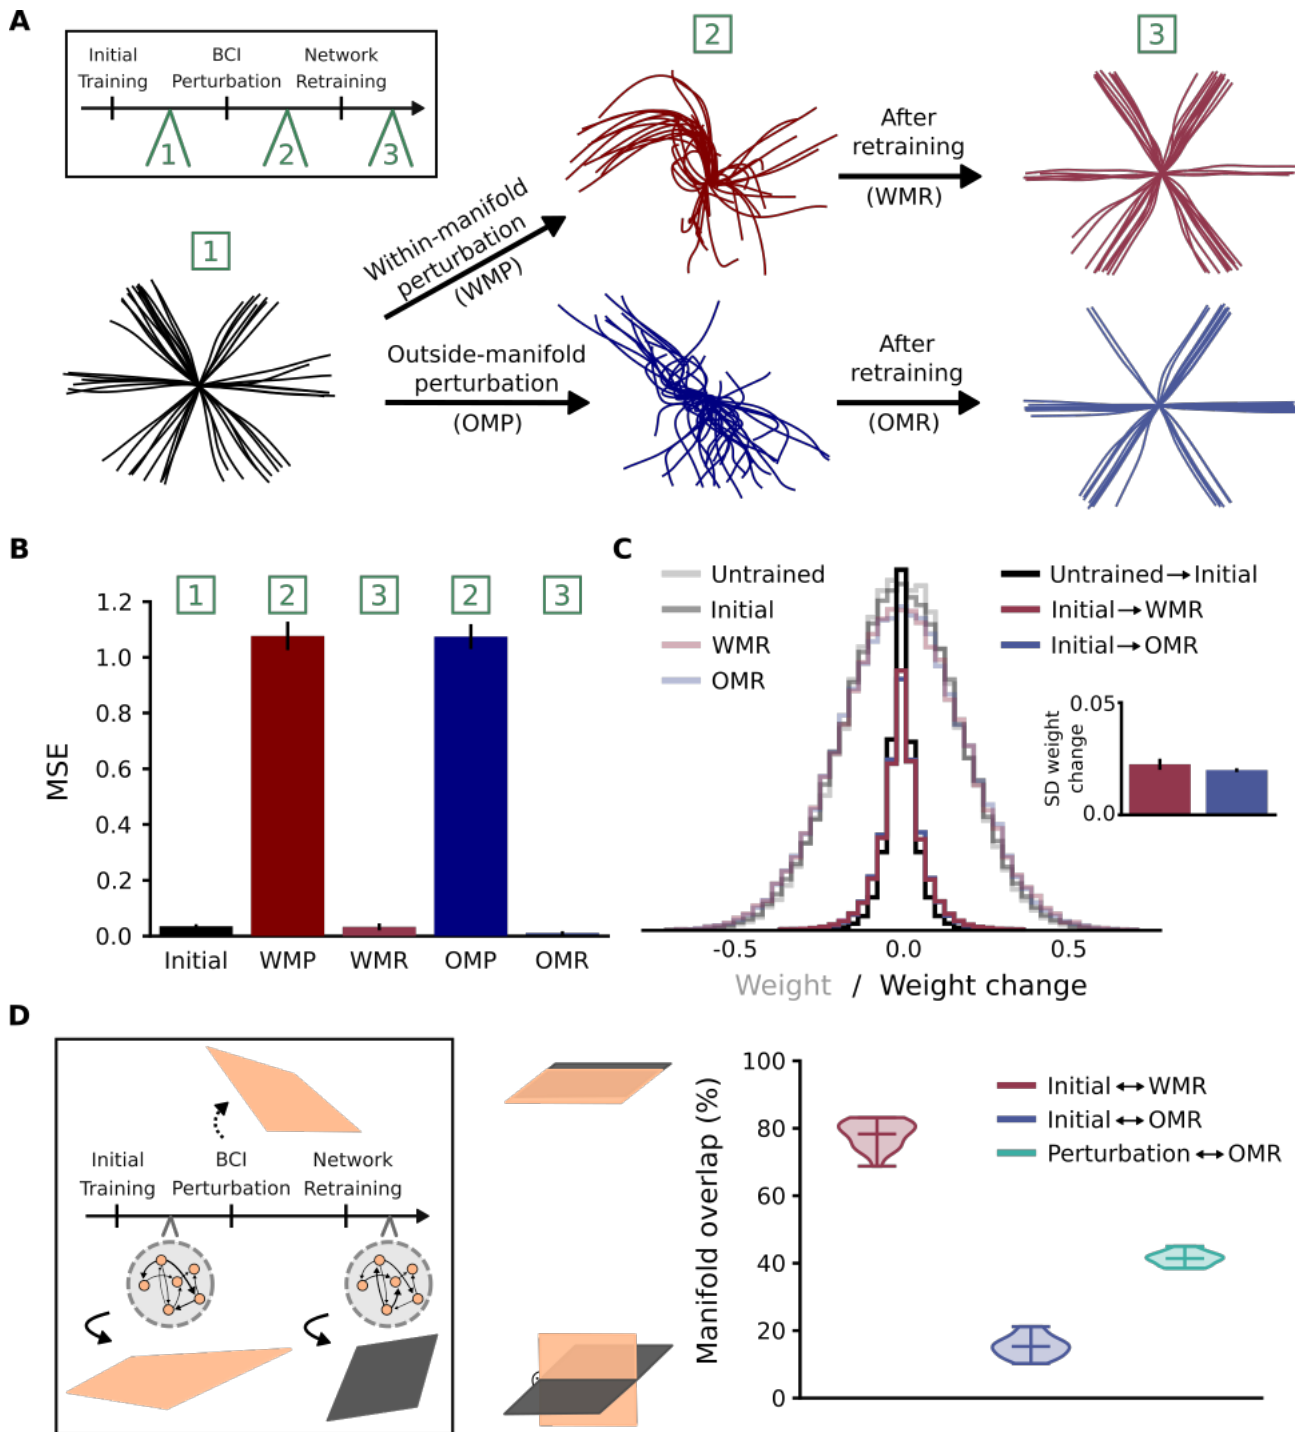 A
Initial
Training
BCI
Perturbation
Network
Retraining
1
2
3
1
Within-manifold
perturbation
(WMP)
2
After
retraining
(WMR)
3
Outside-manifold
perturbation
(OMP)
After
retraining
(OMR)
B
1
2
3
2
3
MSE
1.2
1.0
0.8
0.6
0.4
0.2
0.0
Initial
WMP
WMR
OMP
OMR
C
Untrained
Initial
WMR
OMR
Untrained→Initial
Initial→WMR
Initial→OMR
SD weight
change
0.05
0.0
-0.5
0.0
0.5
Weight / Weight change
D
Initial
Training
BCI
Perturbation
Network
Retraining
Manifold overlap (%)
100
80
60
40
20
0
Initial↔WMR
Initial↔OMR
Perturbation↔OMR